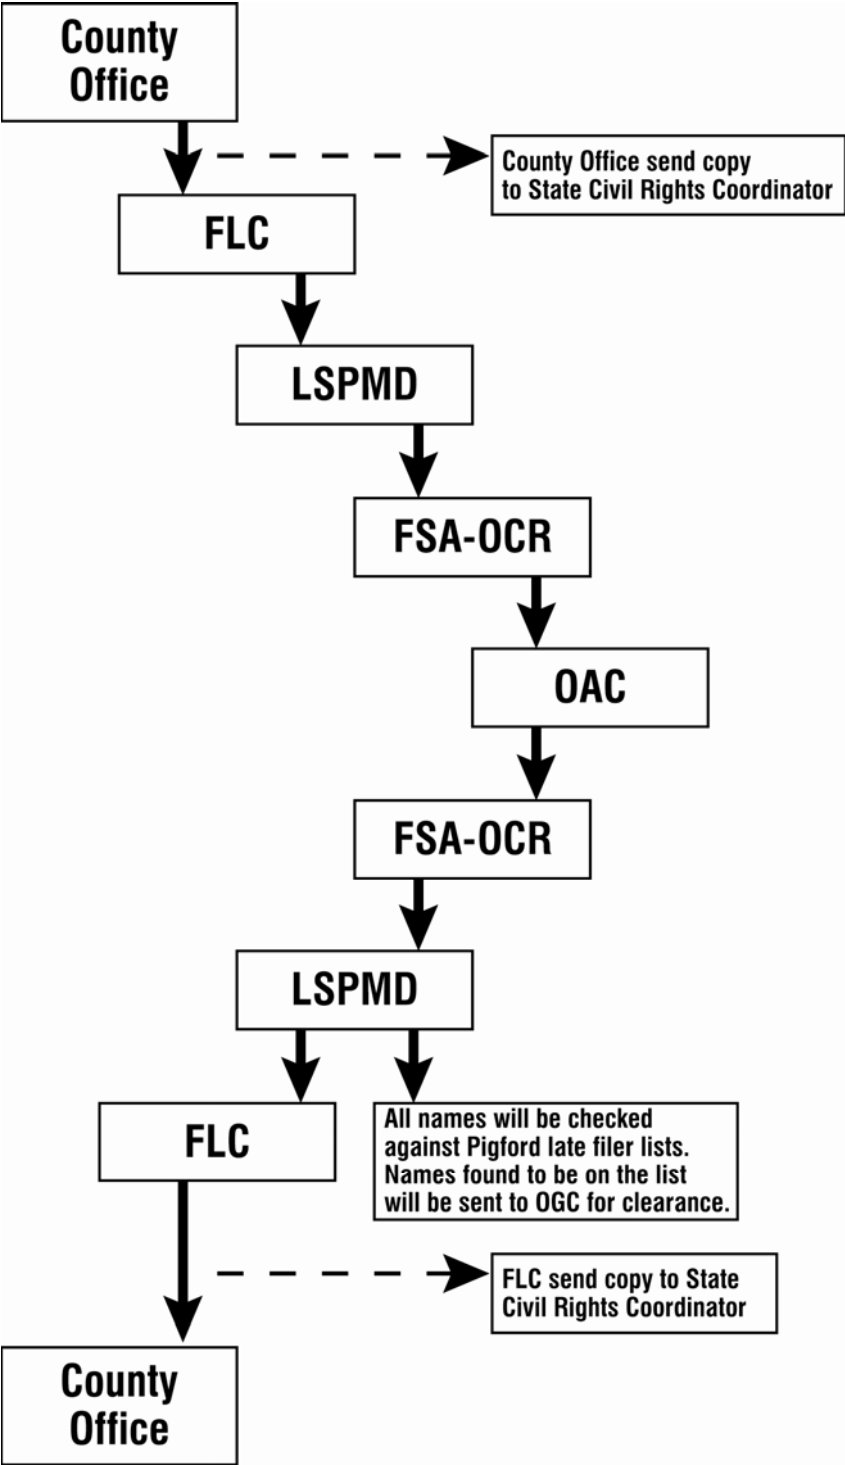 County
Office
County Office send copy
to State Civil Rights Coordinator
FLC
LSPMD
FSA-OCR
OAC
FSA-OCR
LSPMD
FLC
All names will be checked
against Pigford late filer lists.
Names found to be on the list
will be sent to OGC for clearance.
FLC send copy to State
Civil Rights Coordinator
County
Office